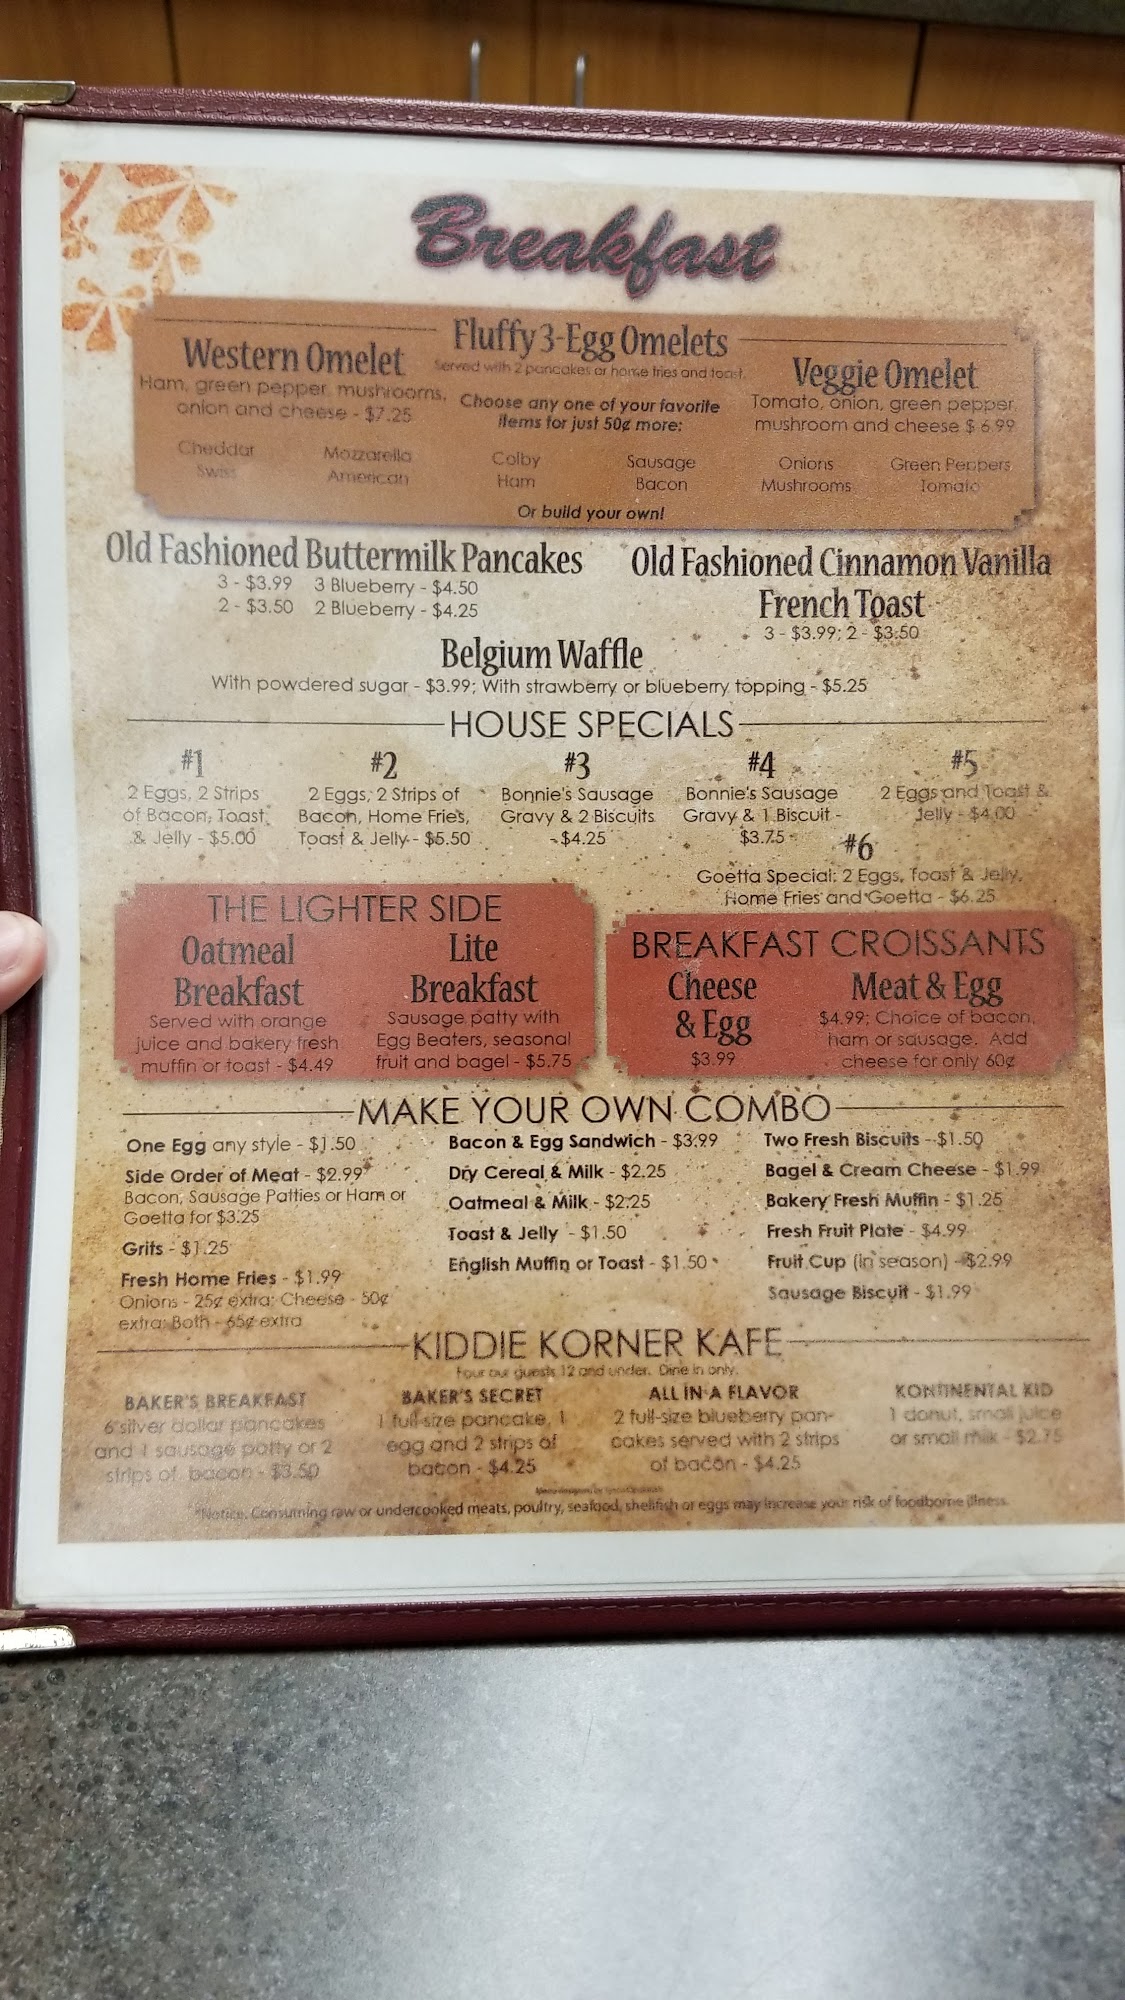 Breakfast
Fluffy 3-Egg Omelets
Served with 2 pancakes or home fries and toast.
Western Omelet
Ham, green pepper, mushrooms,
onion and cheese - $7.25
Choose any one of your favorite
items for just 50¢ more:
Veggie Omelet
Tomato, onion, green pepper,
mushroom and cheese $ 6.99
Cheddar Mozzarella Colby Sausage Onions Green Peppers
Swiss American Ham Bacon Mushrooms Tomato
Or build your own!
Old Fashioned Buttermilk Pancakes
3 - $3.99 3 Blueberry - $4.50
2 - $3.50 2 Blueberry - $4.25
Old Fashioned Cinnamon Vanilla
French Toast
3 - $3.99; 2 - $3.50
Belgium Waffle
With powdered sugar - $3.99; With strawberry or blueberry topping - $5.25
HOUSE SPECIALS
#1
2 Eggs, 2 Strips
of Bacon, Toast
& Jelly - $5.00
#2
2 Eggs, 2 Strips of
Bacon, Home Fries,
Toast & Jelly - $5.50
#3
Bonnie's Sausage
Gravy & 2 Biscuits
- $4.25
#4
Bonnie's Sausage
Gravy & 1 Biscuit -
$3.75
#5
2 Eggs and Toast &
Jelly - $4.00
#6
Goetta Special: 2 Eggs, Toast & Jelly,
Home Fries and Goetta - $6.25
THE LIGHTER SIDE
Oatmeal
Breakfast
Served with orange
juice and bakery fresh
muffin or toast - $4.49
Lite
Breakfast
Sausage patty with
Egg Beaters, seasonal
fruit and bagel - $5.75
BREAKFAST CROISSANTS
Cheese
& Egg
$3.99
Meat & Egg
$4.99; Choice of bacon,
ham or sausage. Add
cheese for only 60¢
MAKE YOUR OWN COMBO
One Egg any style - $1.50
Side Order of Meat - $2.99
Bacon, Sausage Patties or Ham or
Goetta for $3.25
Grits - $1.25
Fresh Home Fries - $1.99
Onions - 25¢ extra; Cheese - 50¢
extra; Both - 65¢ extra
Bacon & Egg Sandwich - $3.99
Dry Cereal & Milk - $2.25
Oatmeal & Milk - $2.25
Toast & Jelly - $1.50
English Muffin or Toast - $1.50
Two Fresh Biscuits - $1.50
Bagel & Cream Cheese - $1.99
Bakery Fresh Muffin - $1.25
Fresh Fruit Plate - $4.99
Fruit Cup (in season) - $2.99
Sausage Biscuit - $1.99
KIDDIE KORNER KAFE
Four our guests 12 and under. Dine in only.
BAKER'S BREAKFAST
6 silver dollar pancakes
and 1 sausage patty or 2
strips of bacon - $3.50
BAKER'S SECRET
1 full-size pancake, 1
egg and 2 strips of
bacon - $4.25
ALL IN A FLAVOR
2 full-size blueberry pan-
cakes served with 2 strips
of bacon - $4.25
KONTINENTAL KID
1 donut, small juice
or small milk - $2.75
*Notice. Consuming raw or undercooked meats, poultry, seafood, shellfish or eggs may increase your risk of foodborne illness.